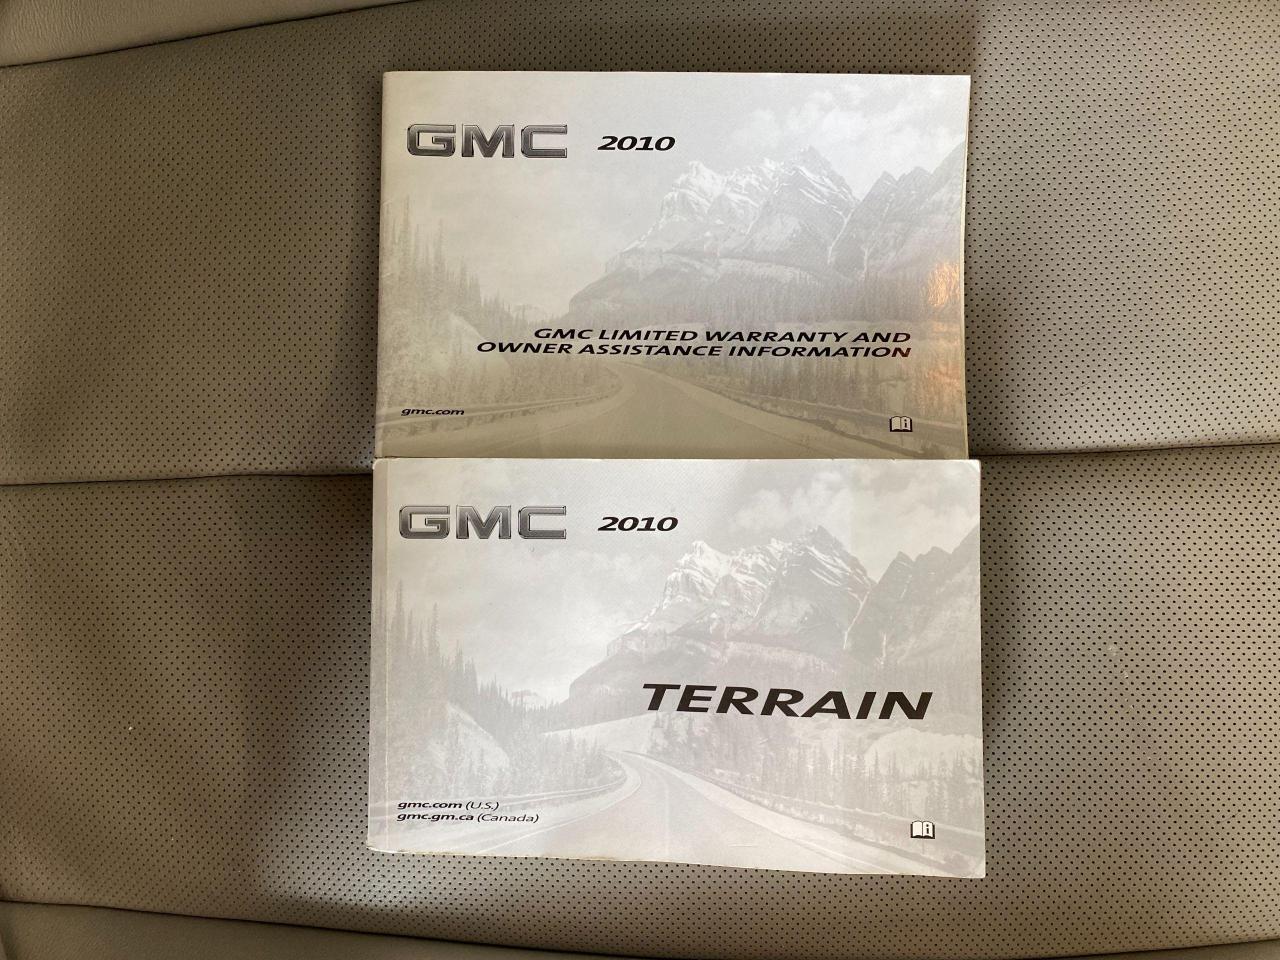 GMC 2010
GMC LIMITED WARRANTY AND
OWNER ASSISTANCE INFORMATION
gmc.com
GMC 2010
TERRAIN
gmc.com (U.S.)
gmc.gm.ca (Canada)